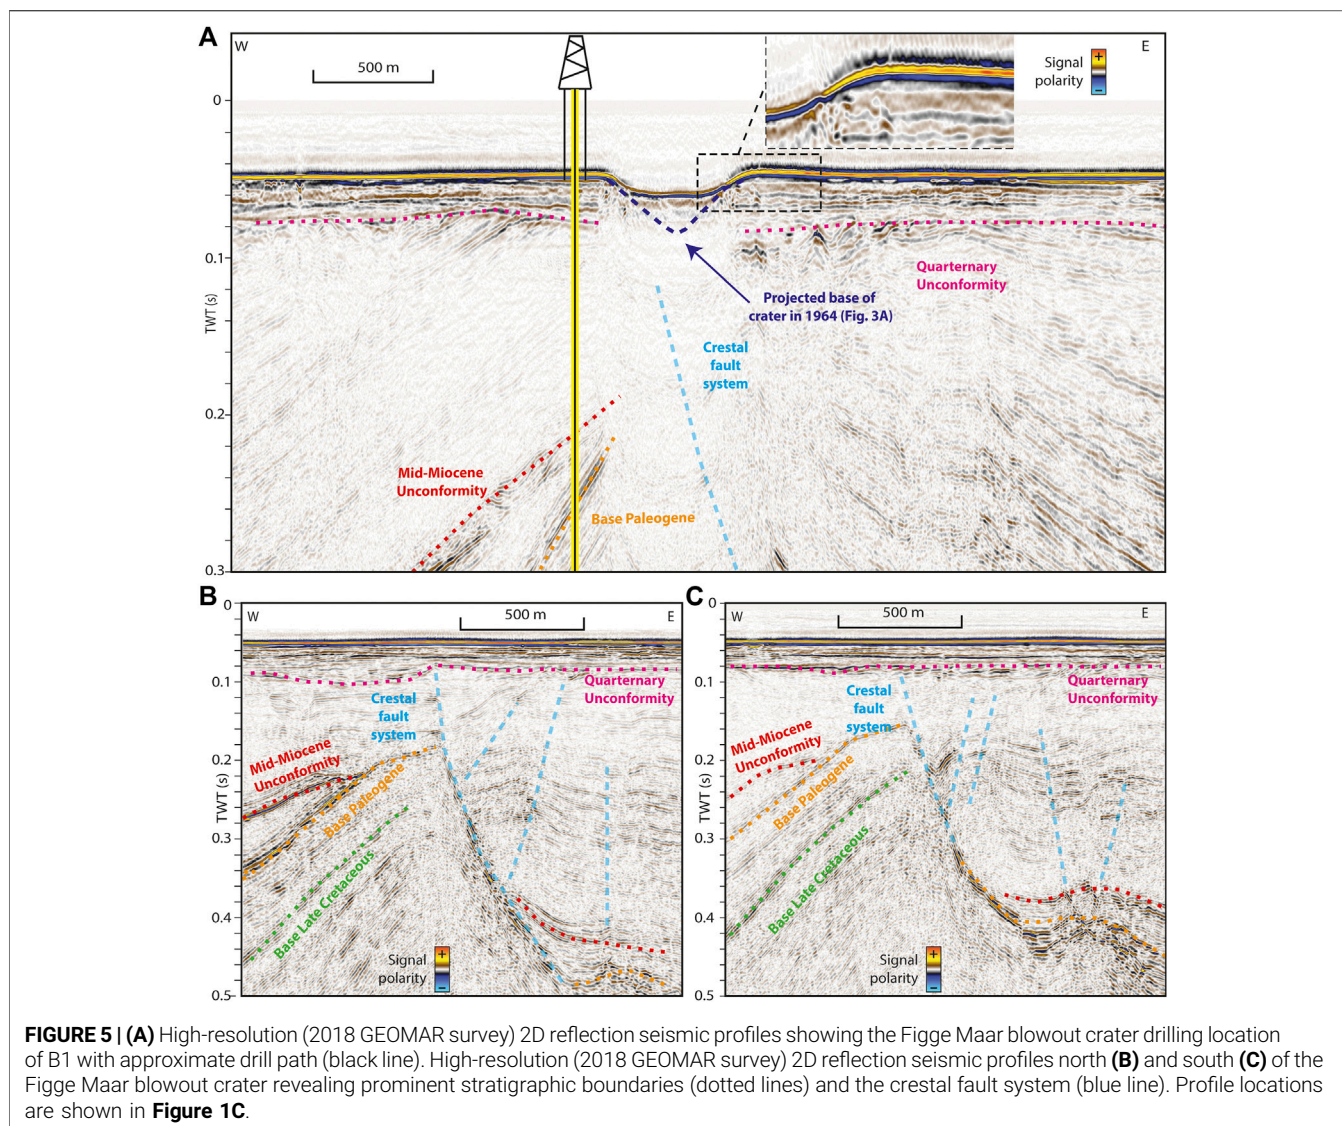 A
W
E
500 m
Signal
polarity
+
−
0
0.1
0.2
0.3
TWT (s)
Quarternary
Unconformity
Projected base of
crater in 1964 (Fig. 3A)
Crestal
fault
system
Mid-Miocene
Unconformity
Base Paleogene
B
W
E
500 m
0
0.1
0.2
0.3
0.4
0.5
TWT (s)
Quarternary
Unconformity
Crestal
fault
system
Mid-Miocene
Unconformity
Base Paleogene
Base Late Cretaceous
Signal
polarity
+
−
C
W
E
500 m
0
0.1
0.2
0.3
0.4
0.5
TWT (s)
Quarternary
Unconformity
Crestal
fault
system
Mid-Miocene
Unconformity
Base Paleogene
Base Late Cretaceous
Signal
polarity
+
−
FIGURE 5 | (A) High-resolution (2018 GEOMAR survey) 2D reflection seismic profiles showing the Figge Maar blowout crater drilling location
of B1 with approximate drill path (black line). High-resolution (2018 GEOMAR survey) 2D reflection seismic profiles north (B) and south (C) of the
Figge Maar blowout crater revealing prominent stratigraphic boundaries (dotted lines) and the crestal fault system (blue line). Profile locations
are shown in Figure 1C.